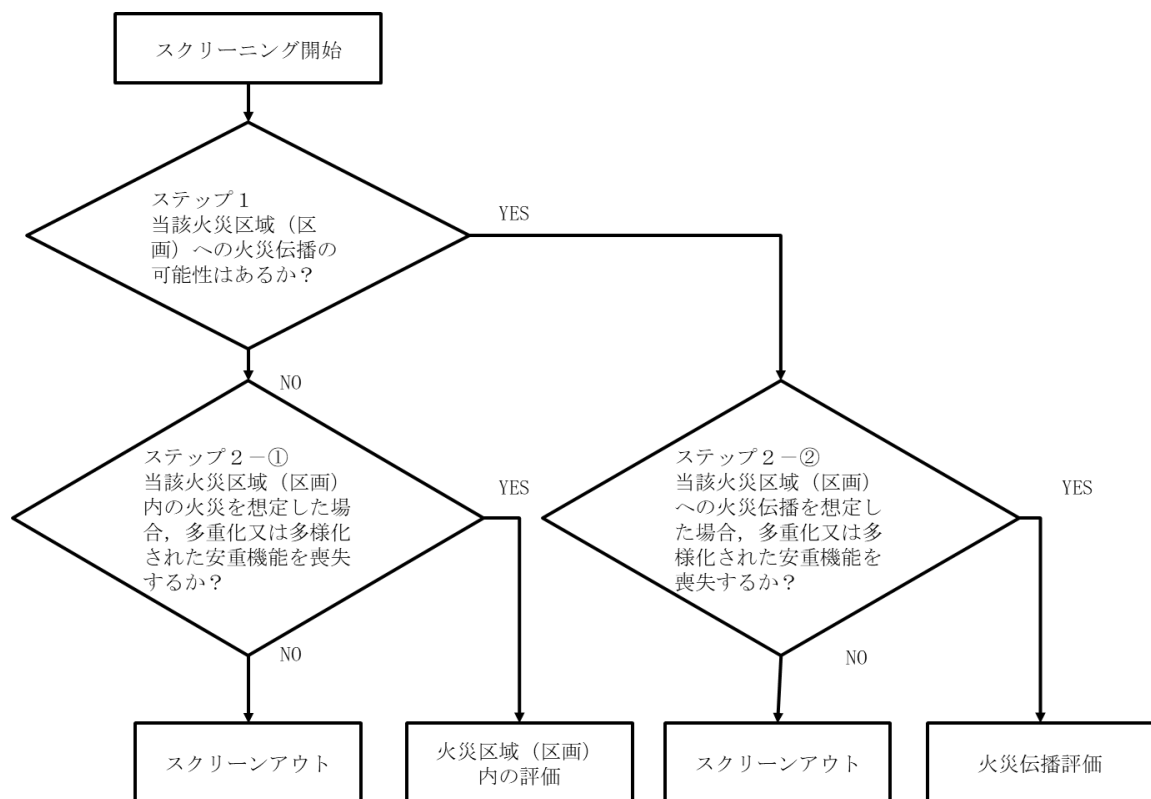 スクリーニング開始
ステップ１
当該火災区域（区
画）への火災伝播の
可能性はあるか？
YES
NO
ステップ２－①
当該火災区域（区画）
内の火災を想定した場
合，多重化又は多様化
された安重機能を喪失
するか？
YES
ステップ２－②
当該火災区域（区画）
への火災伝播を想定し
た場合，多重化又は多
様化された安重機能を
喪失するか？
YES
NO
NO
スクリーンアウト
火災区域（区画）
内の評価
スクリーンアウト
火災伝播評価